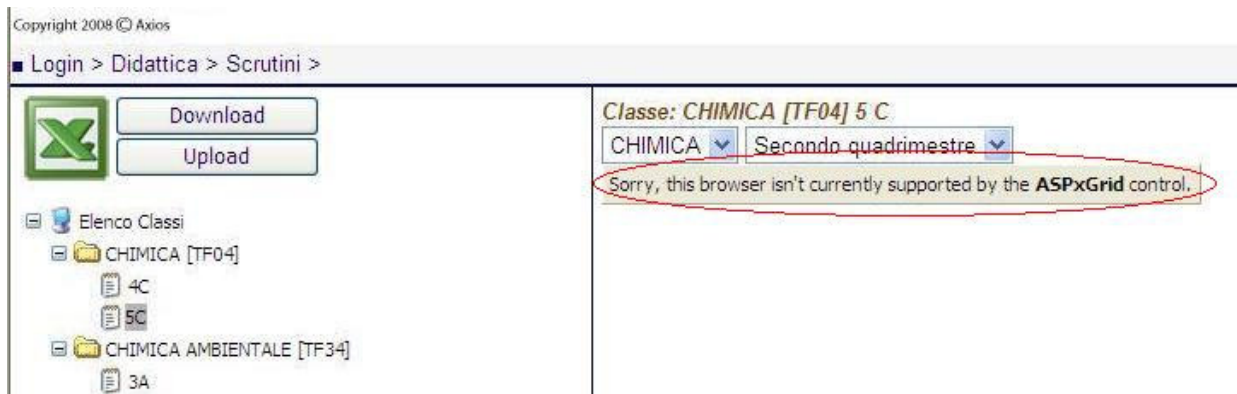 Copyright 2008 © Axios
Login > Didattica > Scrutini >
Download
Upload
Elenco Classi
CHIMICA [TF04]
4C
5C
CHIMICA AMBIENTALE [TF34]
3A
Classe: CHIMICA [TF04] 5 C
CHIMICA Secondo quadrimestre
Sorry, this browser isn't currently supported by the ASPxGrid control.